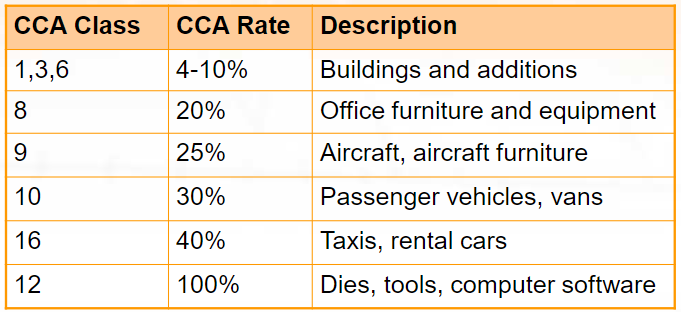 CCA Class CCA Rate Description
1,3,6 4-10% Buildings and additions
8 20% Office furniture and equipment
9 25% Aircraft, aircraft furniture
10 30% Passenger vehicles, vans
16 40% Taxis, rental cars
12 100% Dies, tools, computer software